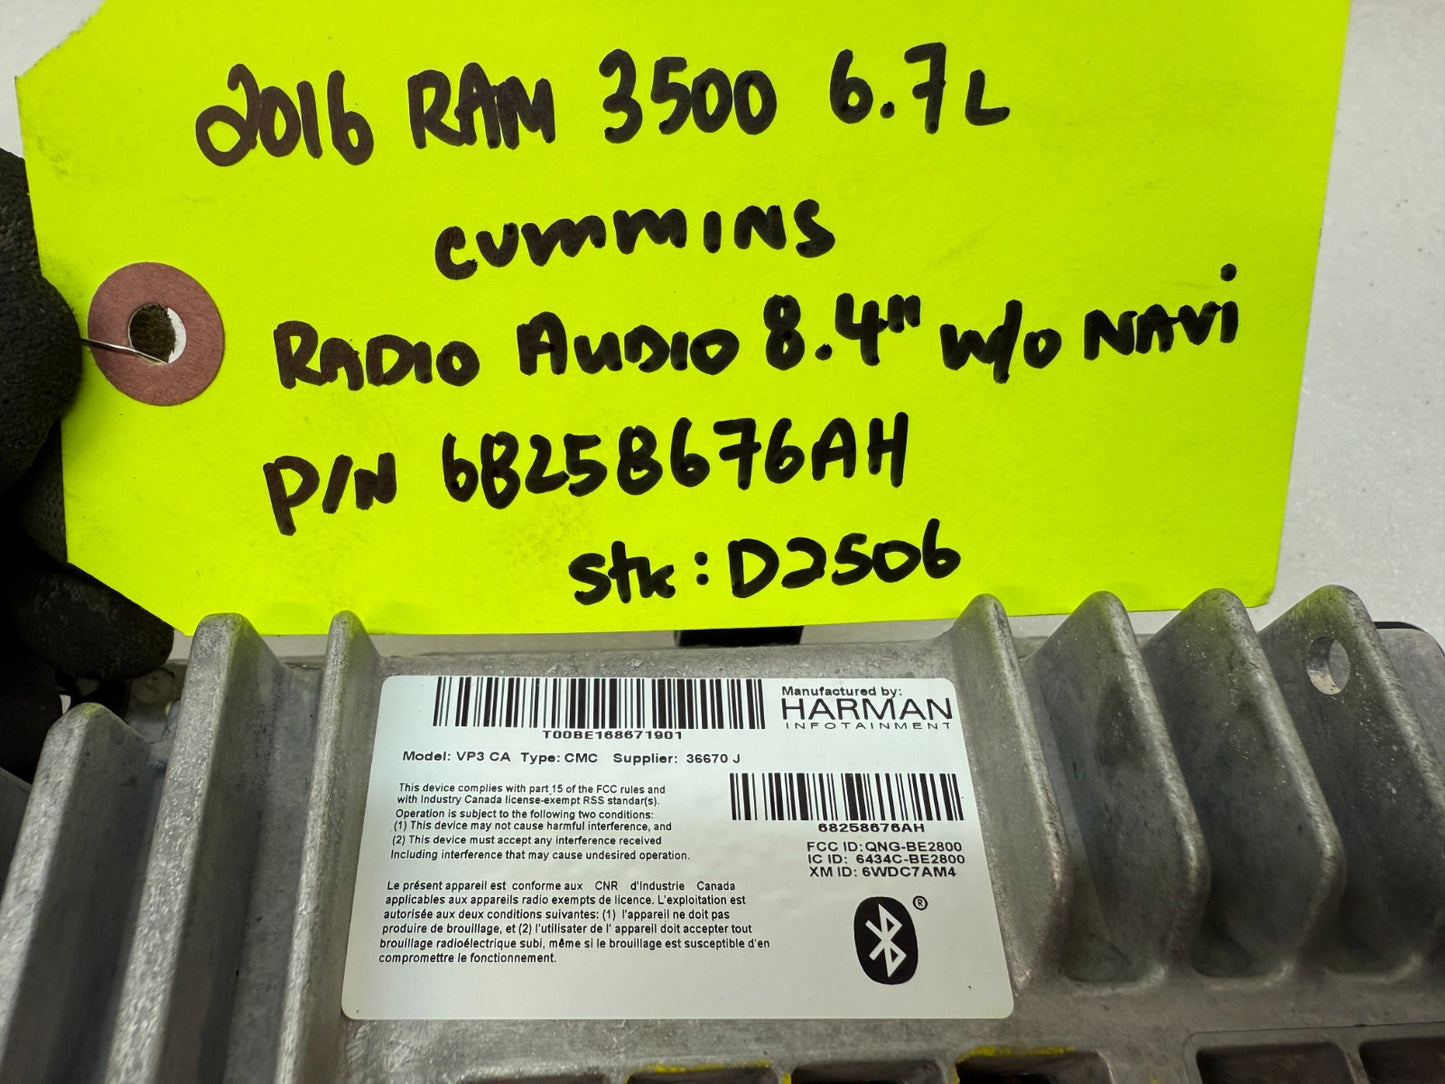 2016 RAM 3500 6.7L
CUMMINS
RADIO AUDIO 8.4" W/O NAVi
P/N 68258676AH
Stk: D2506
T00BE168671901
Manufactured by:
HARMAN
INFOTAINMENT
Model: VP3 CA Type: CMC Supplier: 36670 J
This device complies with part 15 of the FCC rules and
with Industry Canada license-exempt RSS standar(s).
Operation is subject to the following two conditions:
(1) This device may not cause harmful interference, and
(2) This device must accept any interference received
Including interference that may cause undesired operation.
68258676AH
FCC ID: QNG-BE2800
IC ID: 6434C-BE2800
XM ID: 6WDC7AM4
Le présent appareil est conforme aux CNR d'Industrie Canada
applicables aux appareils radio exempts de licence. L'exploitation est
autorisée aux deux conditions suivantes: (1) l'appareil ne doit pas
produire de brouillage, et (2) l'utilisater de l' appareil doit accepter tout
brouillage radioélectrique subi, même si le brouillage est susceptible d'en
compromettre le fonctionnement.
®